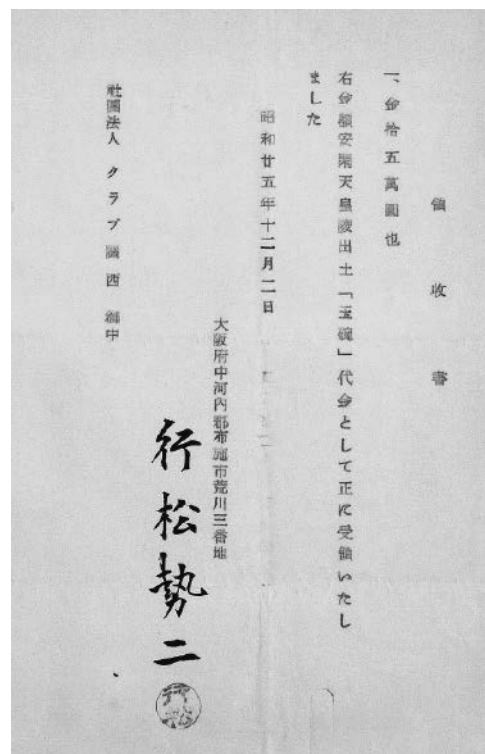 領収書
一、金拾五萬圓也
右金額安閑天皇陵出土「玉碗」代金として正に受領いたし
ました
昭和廿五年十二月二日
大阪府中河内郡布施市荒川三番地
行松勢二
行松
社團法人 クラブ関西 御中